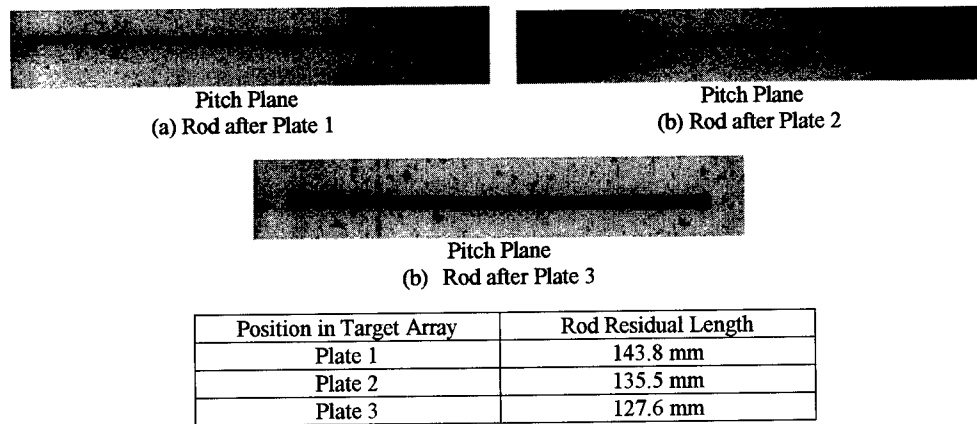 Pitch Plane
(a) Rod after Plate 1
Pitch Plane
(b) Rod after Plate 2
Pitch Plane
(b) Rod after Plate 3
Position in Target Array Rod Residual Length
Plate 1 143.8 mm
Plate 2 135.5 mm
Plate 3 127.6 mm